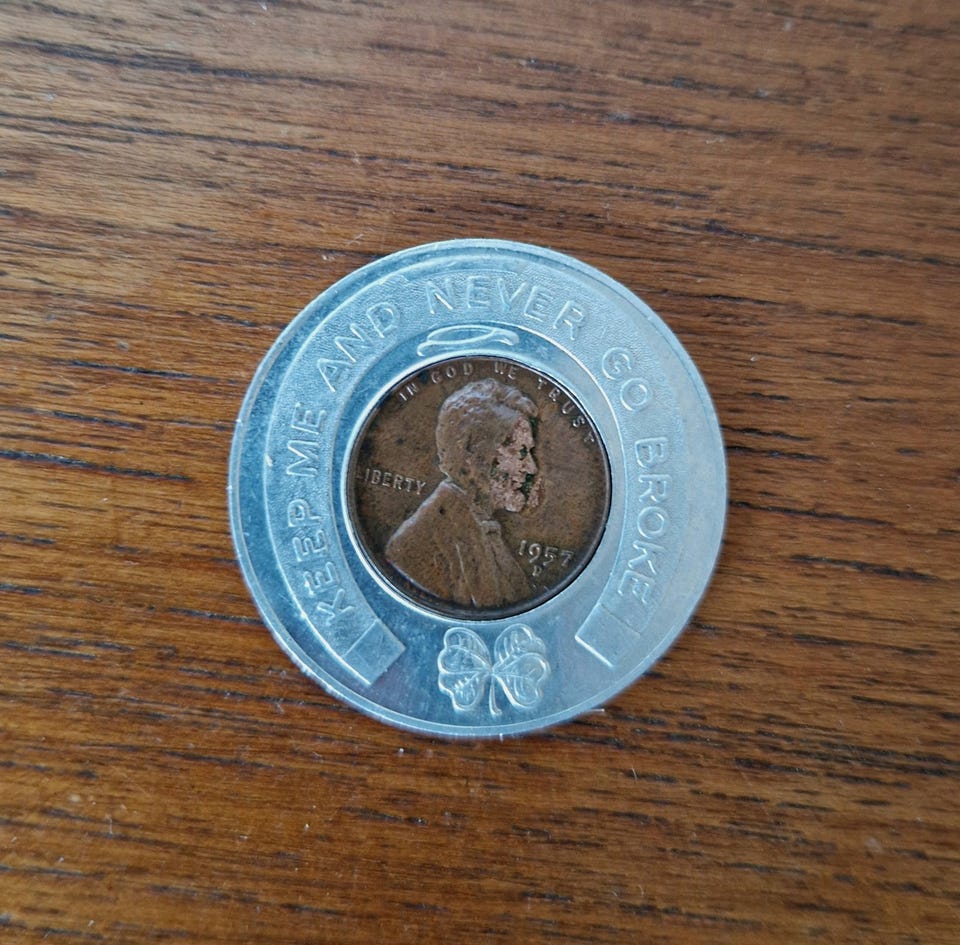 KEEP ME AND NEVER GO BROKE
IN GOD WE TRUST
LIBERTY
1957